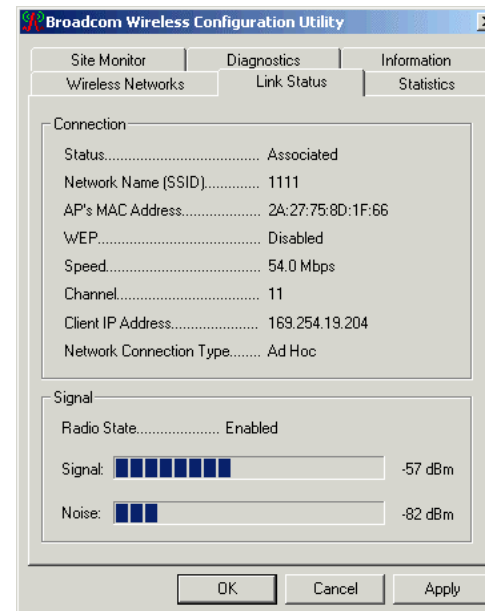 Broadcom Wireless Configuration Utility
Site Monitor Diagnostics Information
Wireless Networks Link Status Statistics
Connection
Status.................................. Associated
Network Name (SSID)............. 1111
AP's MAC Address.................... 2A:27:75:8D:1F:66
WEP.................................... Disabled
Speed.................................. 54.0 Mbps
Channel................................ 11
Client IP Address...................... 169.254.19.204
Network Connection Type........ Ad Hoc
Signal
Radio State.................... Enabled
Signal: -57 dBm
Noise: -82 dBm
OK Cancel Apply